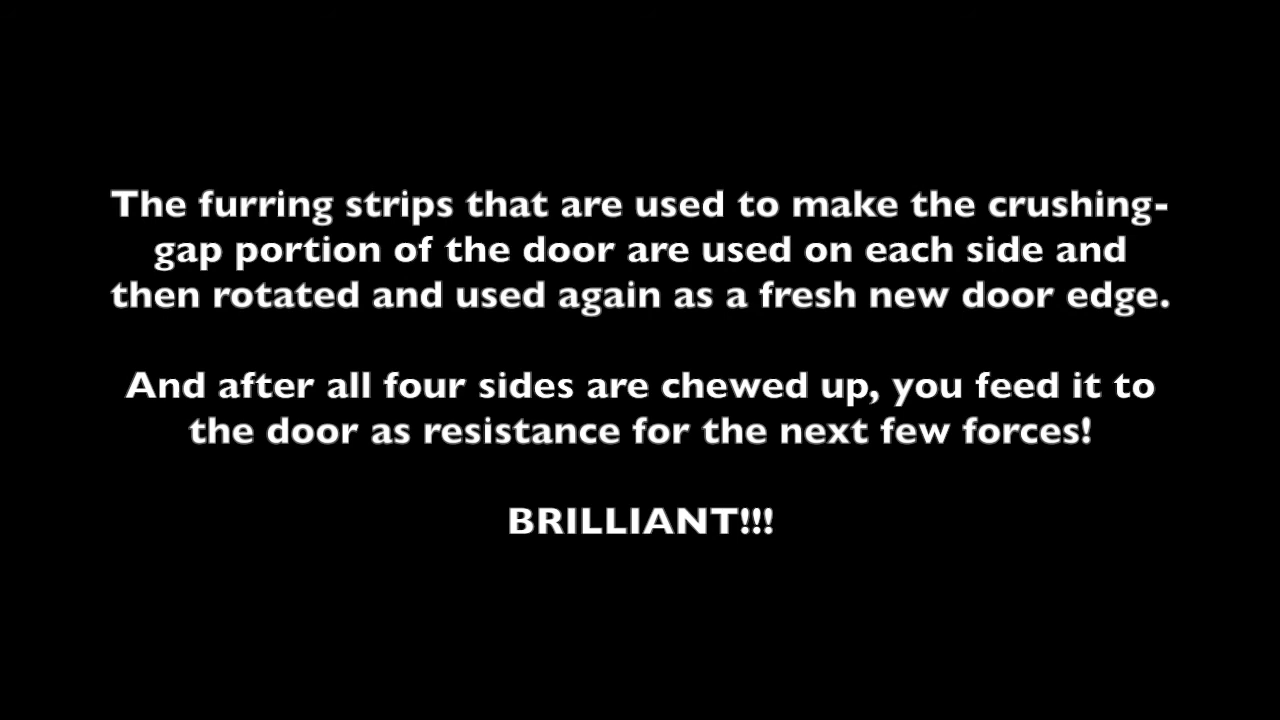 The furring strips that are used to make the crushing-
gap portion of the door are used on each side and
then rotated and used again as a fresh new door edge.
And after all four sides are chewed up, you feed it to
the door as resistance for the next few forces!
BRILLIANT!!!